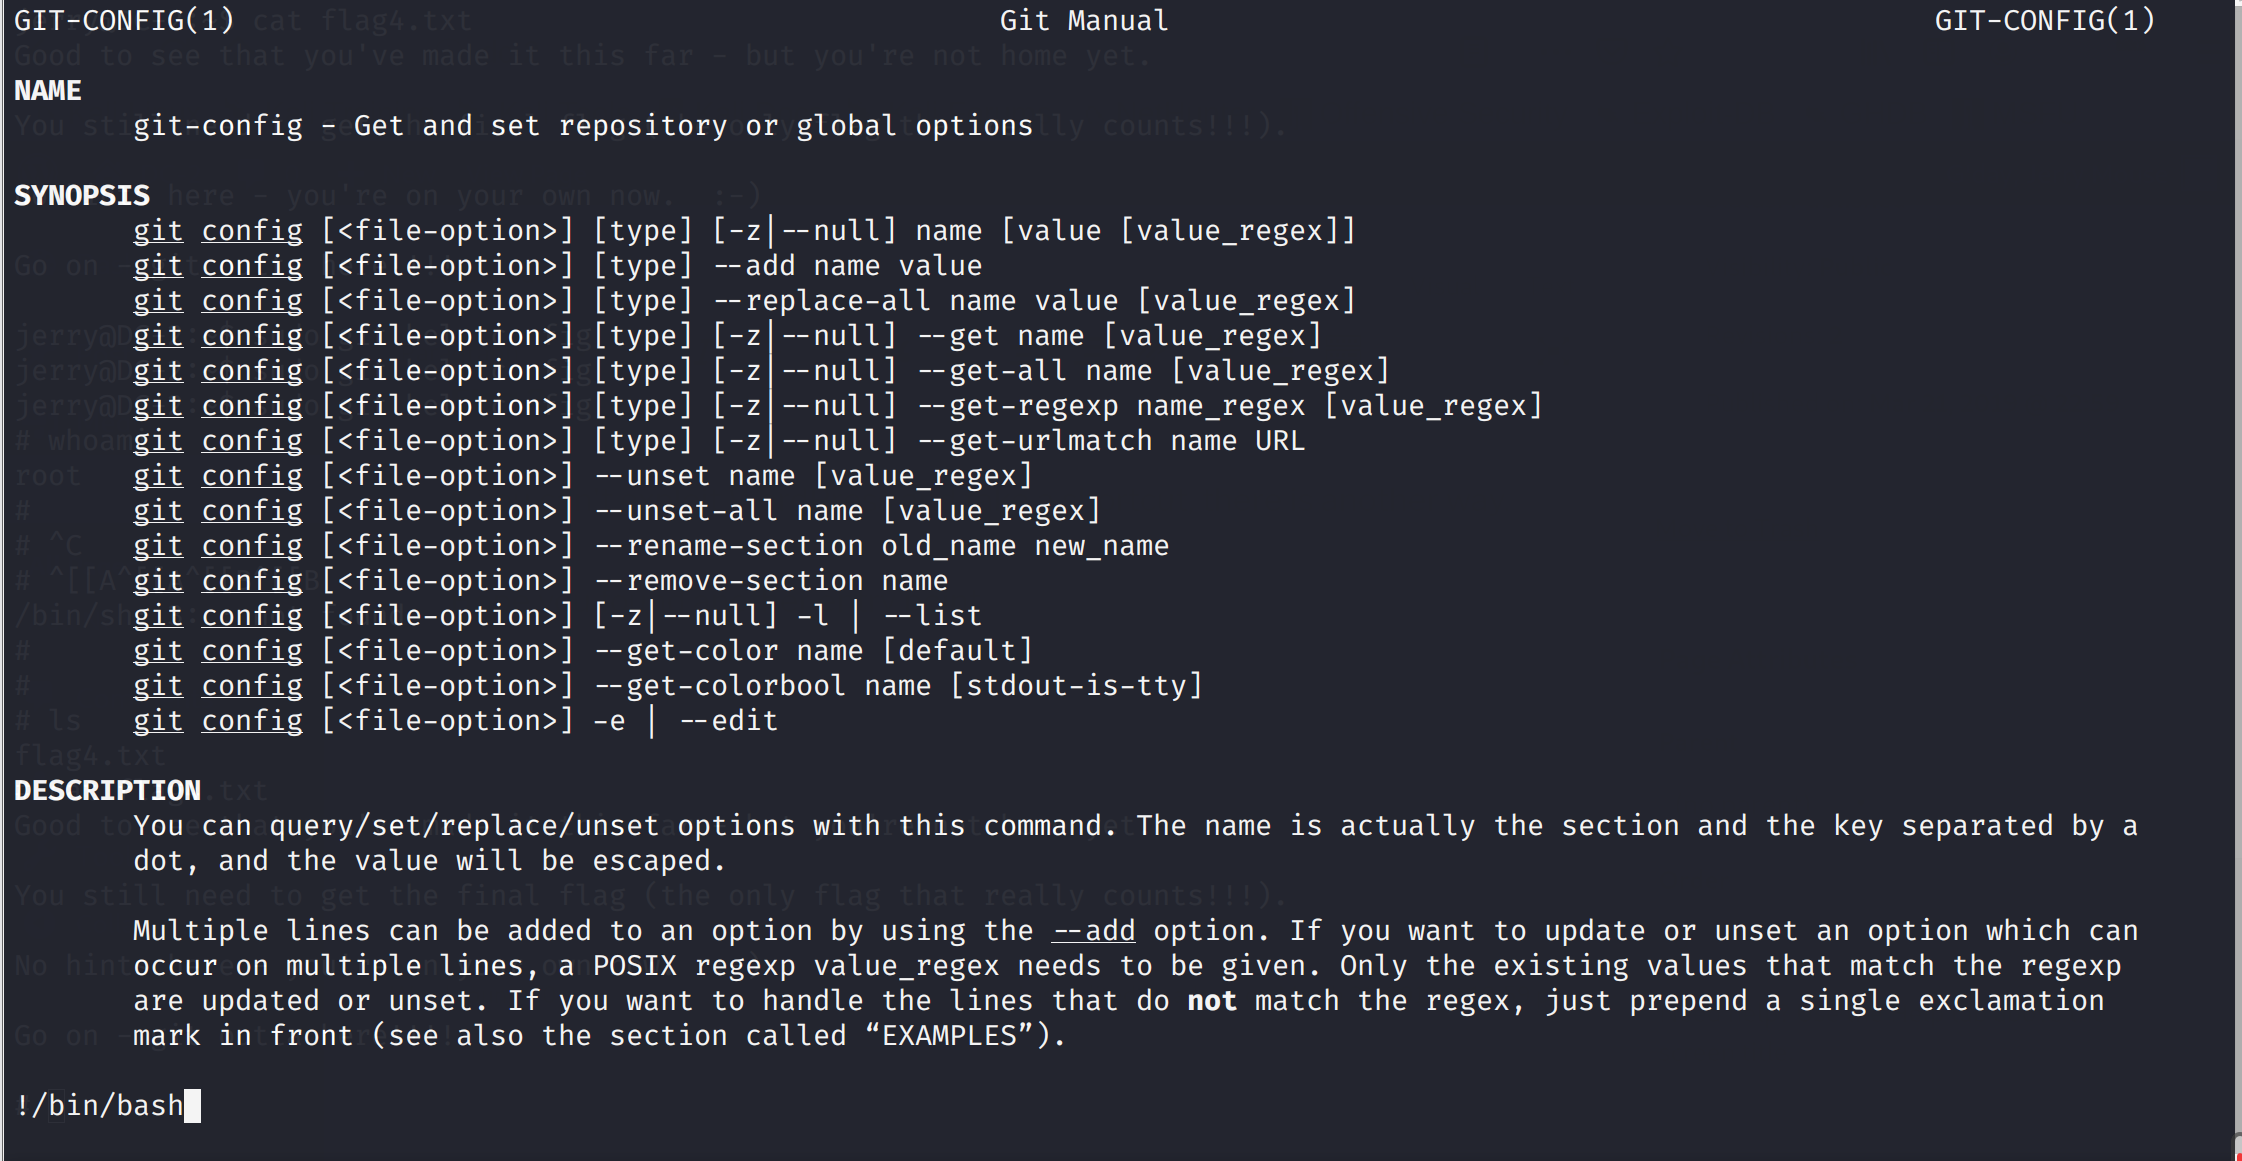 GIT-CONFIG(1) Git Manual GIT-CONFIG(1)
NAME
git-config - Get and set repository or global options
SYNOPSIS
git config [<file-option>] [type] [-z|--null] name [value [value_regex]]
git config [<file-option>] [type] --add name value
git config [<file-option>] [type] --replace-all name value [value_regex]
git config [<file-option>] [type] [-z|--null] --get name [value_regex]
git config [<file-option>] [type] [-z|--null] --get-all name [value_regex]
git config [<file-option>] [type] [-z|--null] --get-regexp name_regex [value_regex]
git config [<file-option>] [type] [-z|--null] --get-urlmatch name URL
git config [<file-option>] --unset name [value_regex]
git config [<file-option>] --unset-all name [value_regex]
git config [<file-option>] --rename-section old_name new_name
git config [<file-option>] --remove-section name
git config [<file-option>] [-z|--null] -l | --list
git config [<file-option>] --get-color name [default]
git config [<file-option>] --get-colorbool name [stdout-is-tty]
git config [<file-option>] -e | --edit
DESCRIPTION
You can query/set/replace/unset options with this command. The name is actually the section and the key separated by a
dot, and the value will be escaped.
Multiple lines can be added to an option by using the --add option. If you want to update or unset an option which can
occur on multiple lines, a POSIX regexp value_regex needs to be given. Only the existing values that match the regexp
are updated or unset. If you want to handle the lines that do not match the regex, just prepend a single exclamation
mark in front (see also the section called “EXAMPLES”).
!/bin/bash